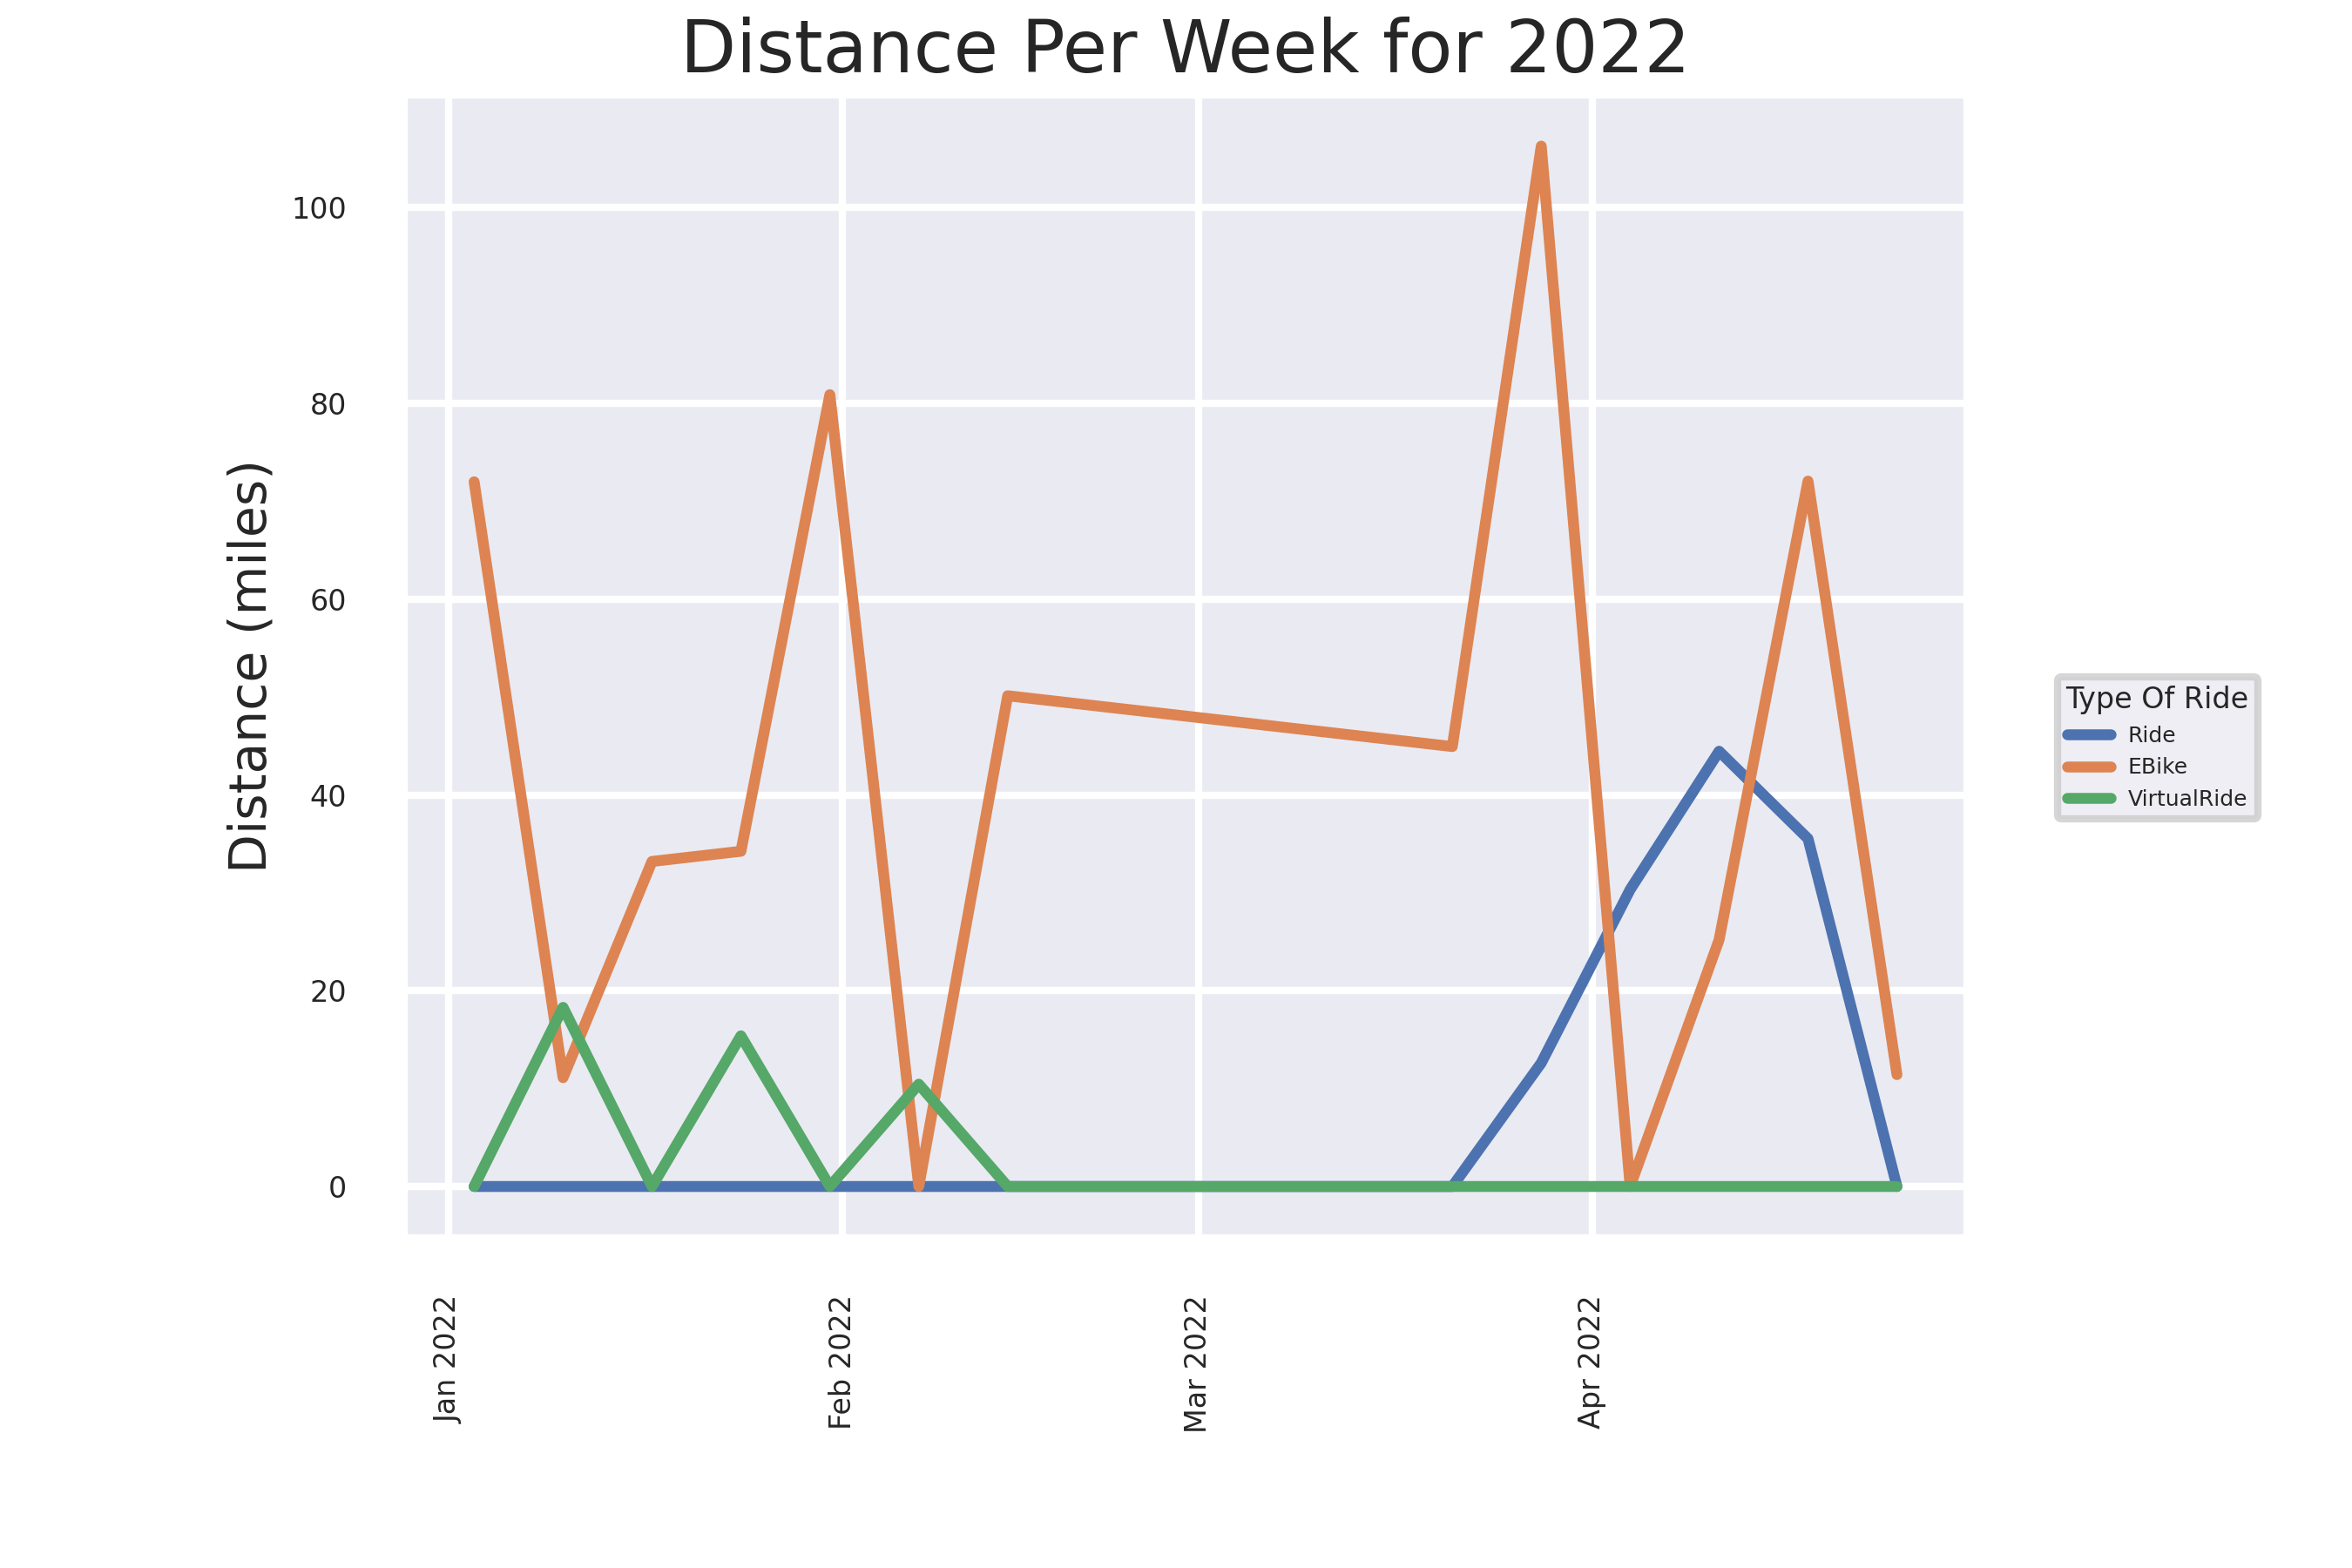 Distance Per Week for 2022
Distance (miles)
100
80
60
40
20
0
Jan 2022
Feb 2022
Mar 2022
Apr 2022
Type Of Ride
Ride
EBike
VirtualRide